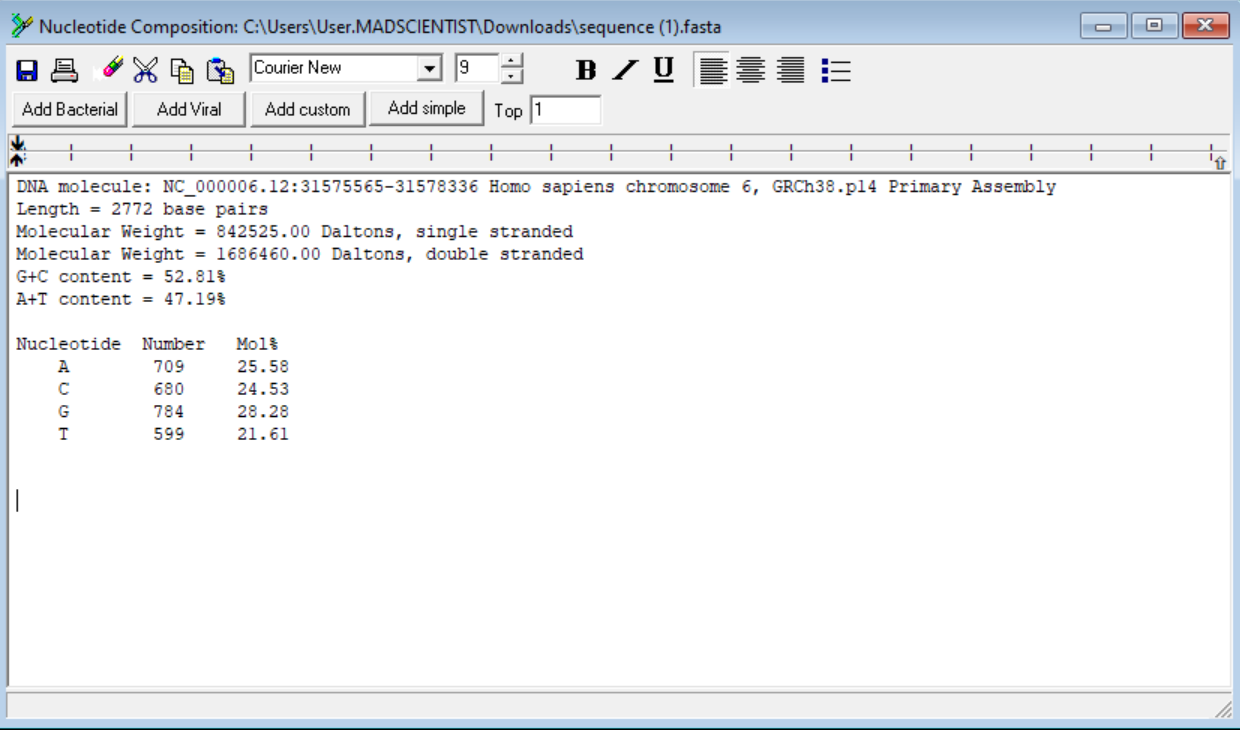 Nucleotide Composition: C:\Users\User.MADSCIENTIST\Downloads\sequence (1).fasta
Courier New 9 B I U
Add Bacterial Add Viral Add custom Add simple Top 1
DNA molecule: NC_000006.12:31575565-31578336 Homo sapiens chromosome 6, GRCh38.p14 Primary Assembly
Length = 2772 base pairs
Molecular Weight = 842525.00 Daltons, single stranded
Molecular Weight = 1686460.00 Daltons, double stranded
G+C content = 52.81%
A+T content = 47.19%
Nucleotide Number Mol%
A 709 25.58
C 680 24.53
G 784 28.28
T 599 21.61